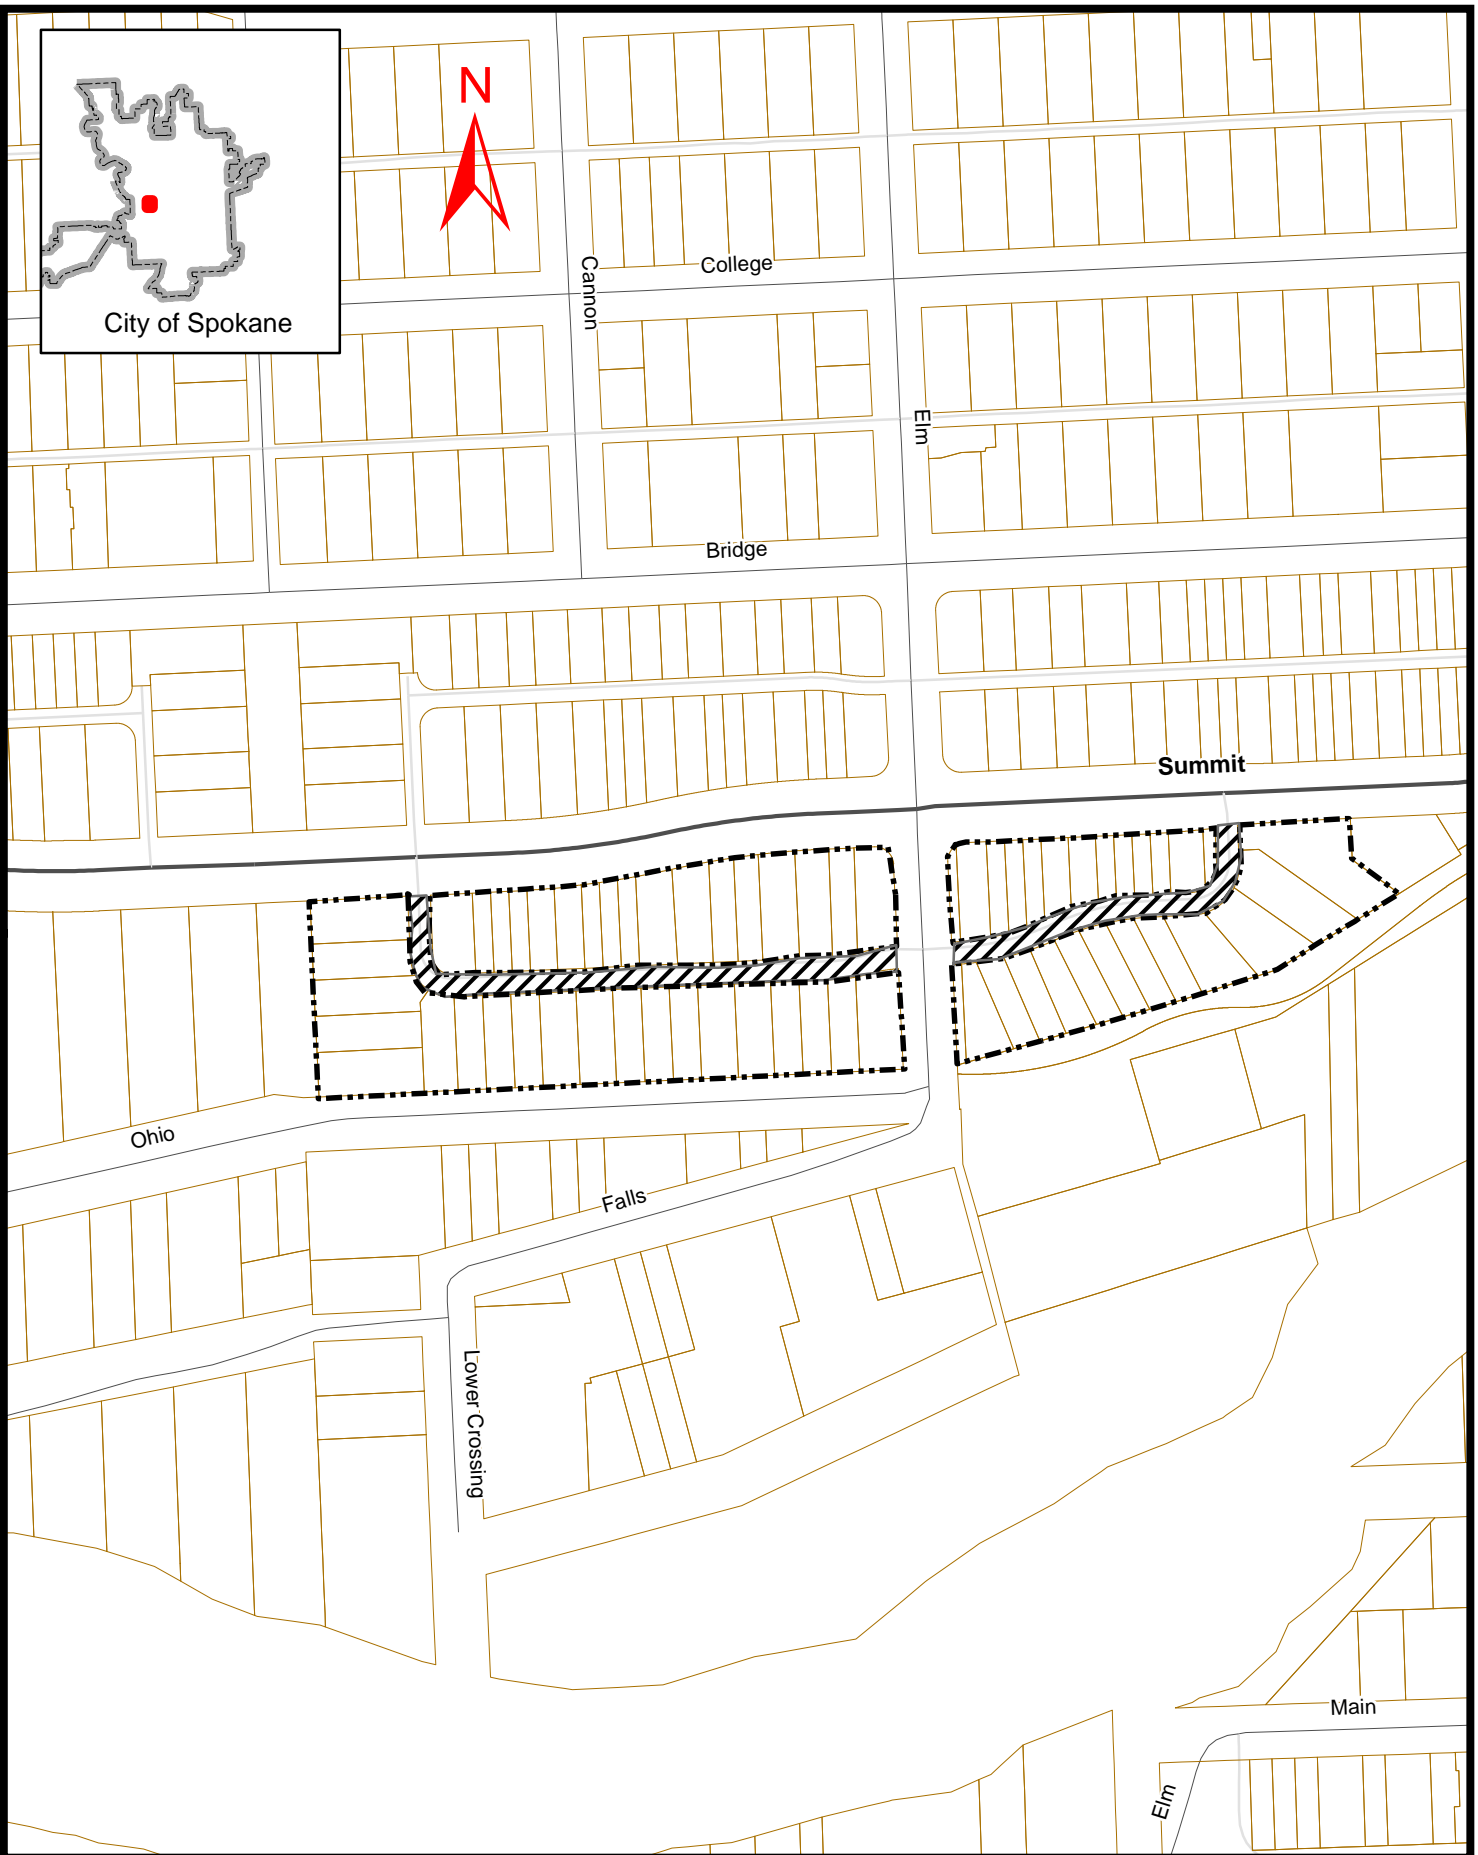 N
City of Spokane
Cannon
College
Elm
Bridge
Summit
Ohio
Falls
Lower Crossing
Main
Elm